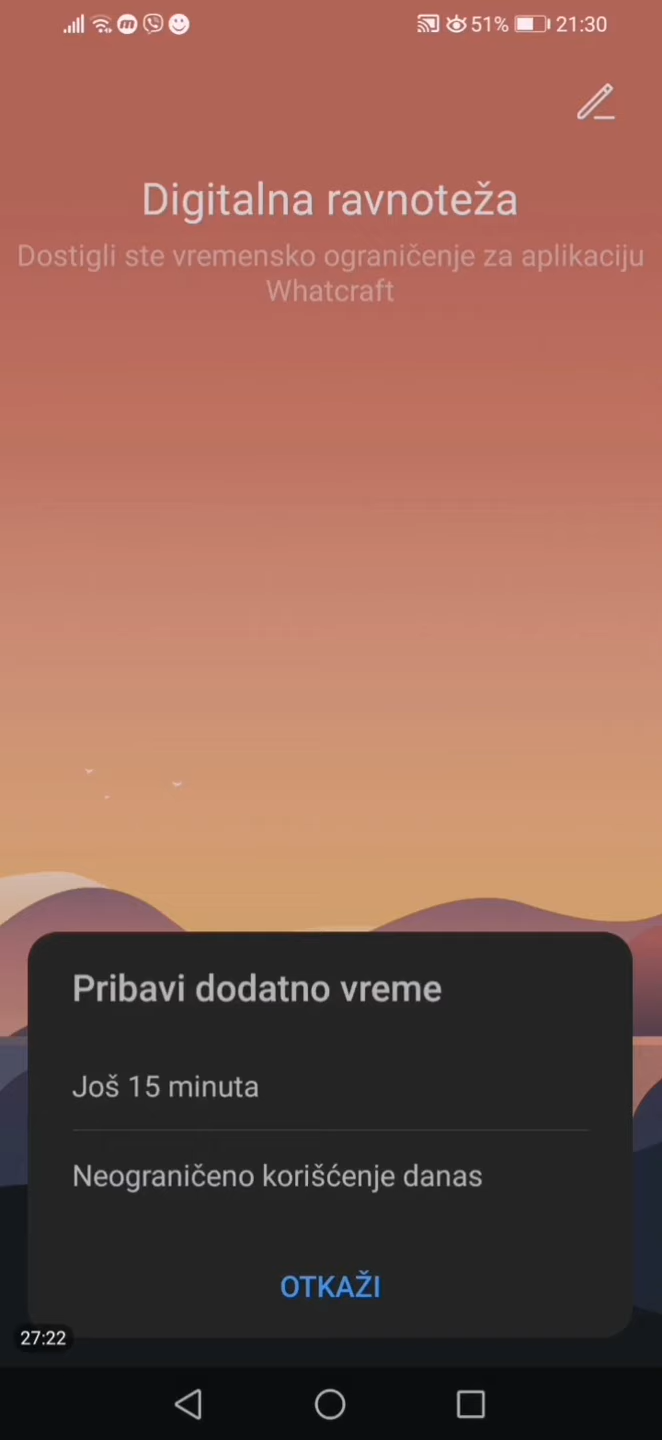 51% 21:30
Digitalna ravnoteža
Dostigli ste vremensko ograničenje za aplikaciju
Whatcraft
Pribavi dodatno vreme
Još 15 minuta
Neograničeno korišćenje danas
OTKAŽI
27:22